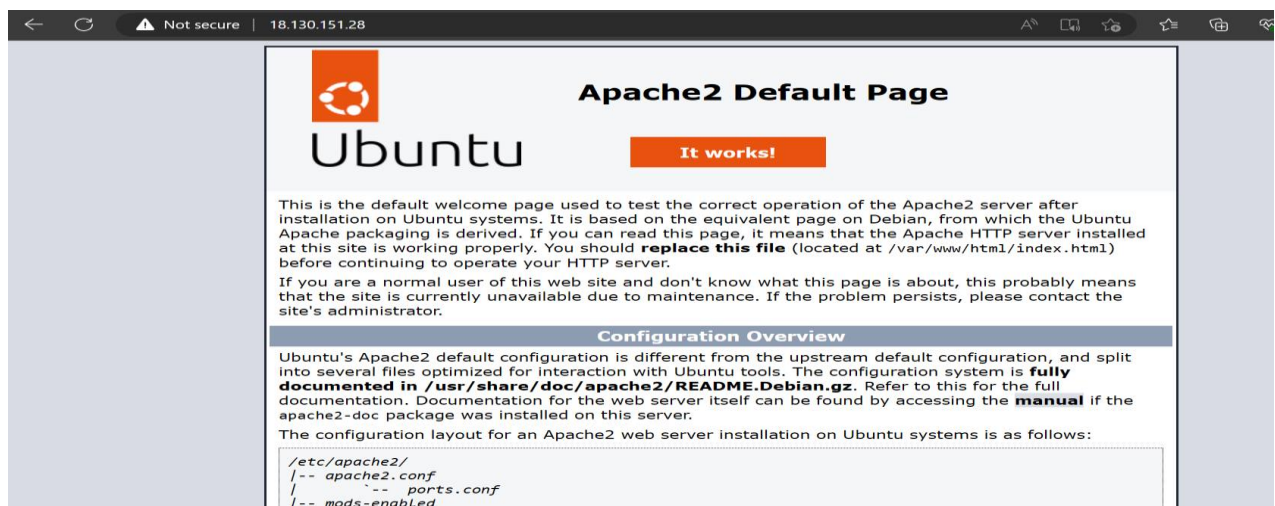 Not secure | 18.130.151.28
Apache2 Default Page
Ubuntu
It works!
This is the default welcome page used to test the correct operation of the Apache2 server after
installation on Ubuntu systems. It is based on the equivalent page on Debian, from which the Ubuntu
Apache packaging is derived. If you can read this page, it means that the Apache HTTP server installed
at this site is working properly. You should replace this file (located at /var/www/html/index.html)
before continuing to operate your HTTP server.
If you are a normal user of this web site and don't know what this page is about, this probably means
that the site is currently unavailable due to maintenance. If the problem persists, please contact the
site's administrator.
Configuration Overview
Ubuntu's Apache2 default configuration is different from the upstream default configuration, and split
into several files optimized for interaction with Ubuntu tools. The configuration system is fully
documented in /usr/share/doc/apache2/README.Debian.gz. Refer to this for the full
documentation. Documentation for the web server itself can be found by accessing the manual if the
apache2-doc package was installed on this server.
The configuration layout for an Apache2 web server installation on Ubuntu systems is as follows:
/etc/apache2/
|-- apache2.conf
|       `-- ports.conf
|-- mods-enabled